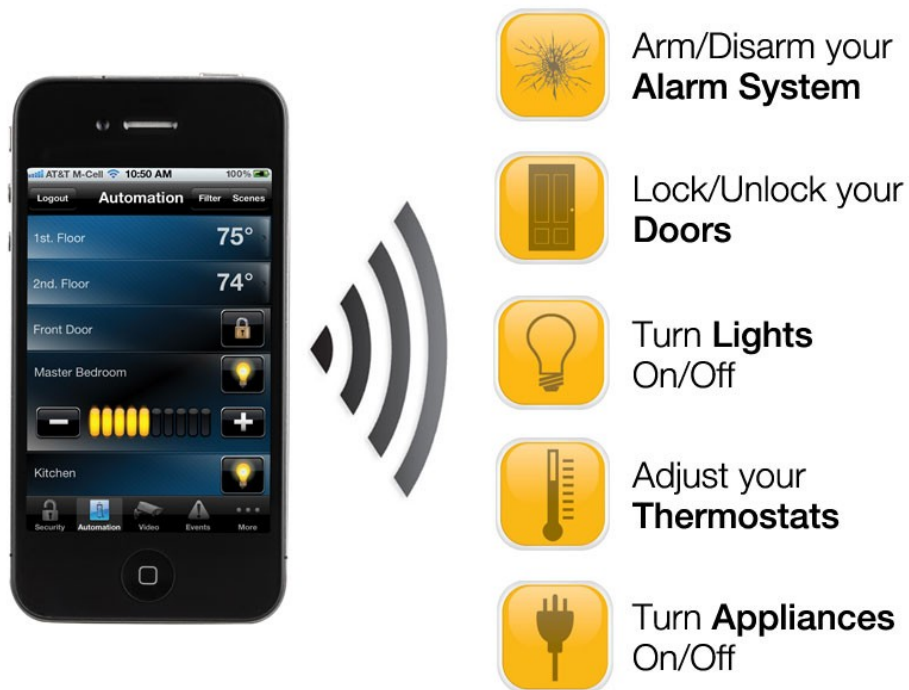 AT&T M-Cell 10:50 AM 100%
Logout Automation Filter Scenes
1st. Floor 75°
2nd. Floor 74°
Front Door
Master Bedroom
Kitchen
Security Automation Video Events More
Arm/Disarm your
Alarm System
Lock/Unlock your
Doors
Turn Lights
On/Off
Adjust your
Thermostats
Turn Appliances
On/Off